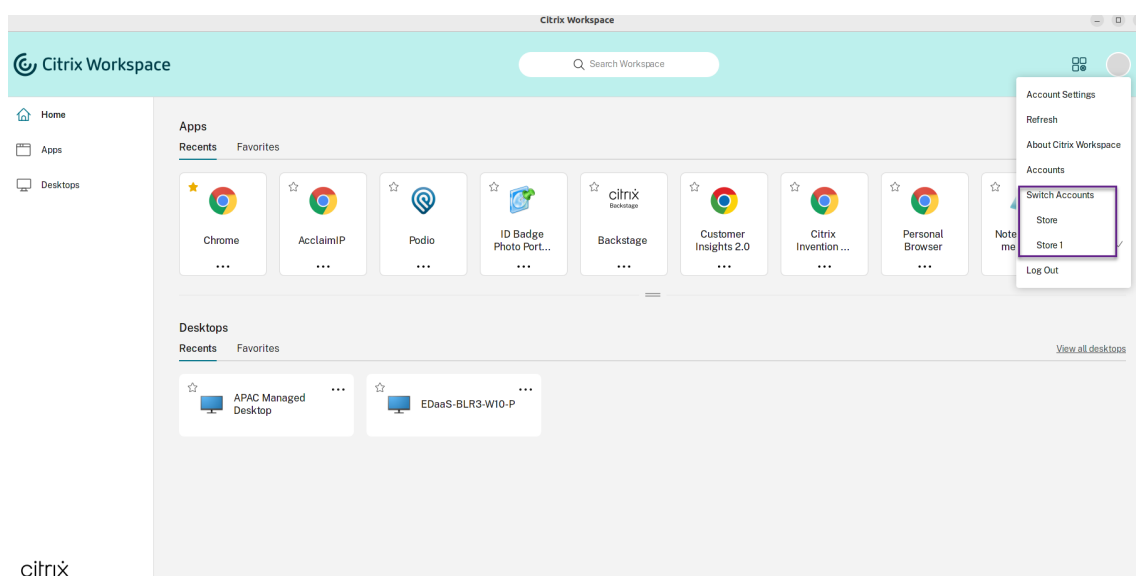 Citrix Workspace
Citrix Workspace
Search Workspace
Account Settings
Refresh
About Citrix Workspace
Accounts
Switch Accounts
Store
Store 1
Log Out
Home
Apps
Desktops
Apps
Recents Favorites
Chrome
AcclaimIP
Podio
ID Badge
Photo Port...
citrix
Backstage
Backstage
Customer
Insights 2.0
Citrix
Invention ...
Personal
Browser
Note
me
Desktops
Recents Favorites
View all desktops
APAC Managed
Desktop
EDaaS-BLR3-W10-P
citrix